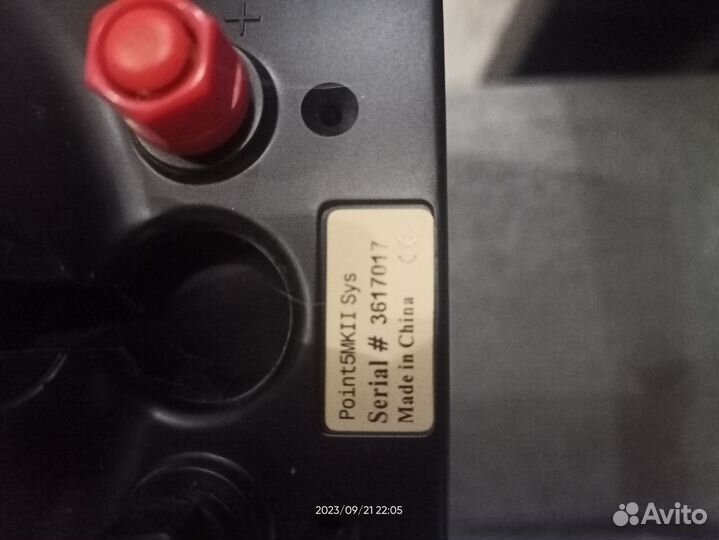 +
Point5MKII Sys
Serial # 3617017
Made in China CE
2023/09/21 22:05
Avito